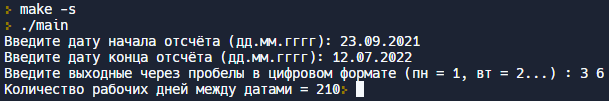 > make -s
> ./main
Введите дату начала отсчёта (дд.мм.гггг): 23.09.2021
Введите дату конца отсчёта (дд.мм.гггг): 12.07.2022
Введите выходные через пробелы в цифровом формате (пн = 1, вт = 2...) : 3 6
Количество рабочих дней между датами = 210>